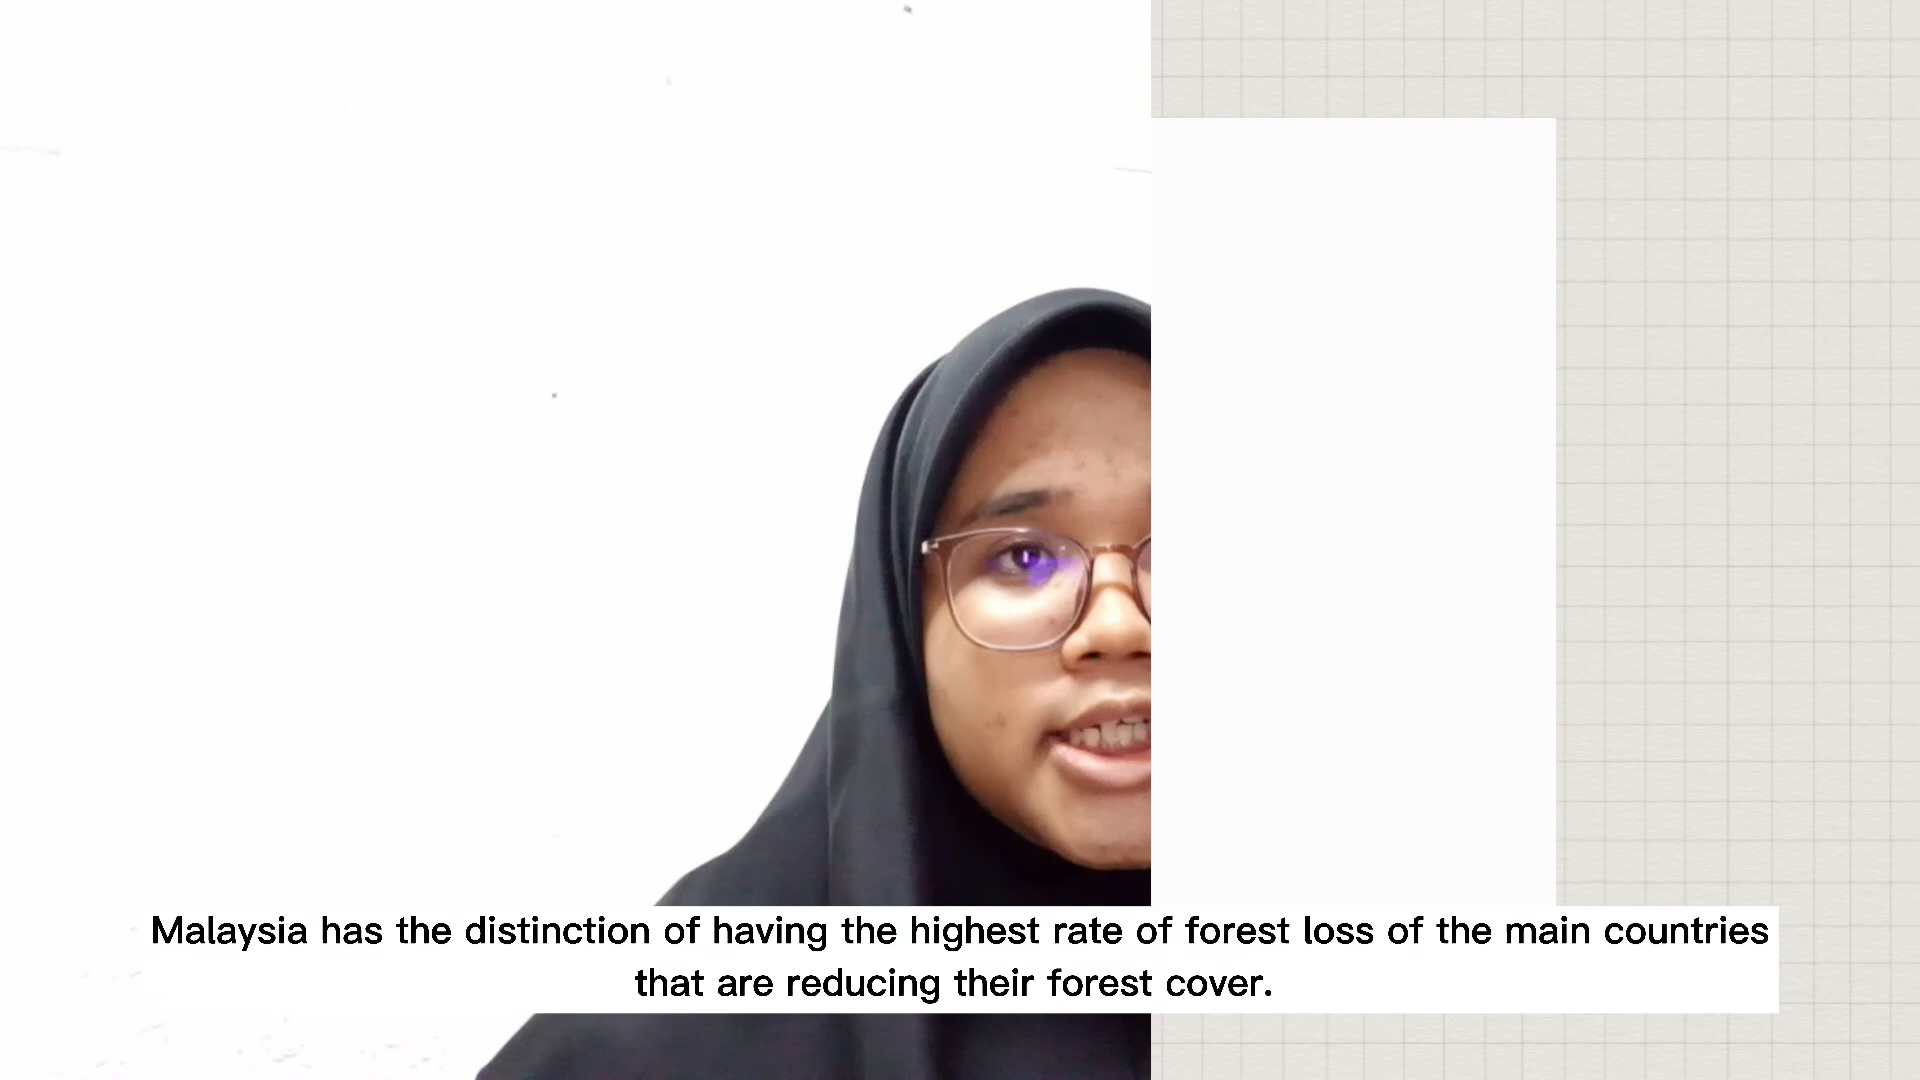 Malaysia has the distinction of having the highest rate of forest loss of the main countries
that are reducing their forest cover.